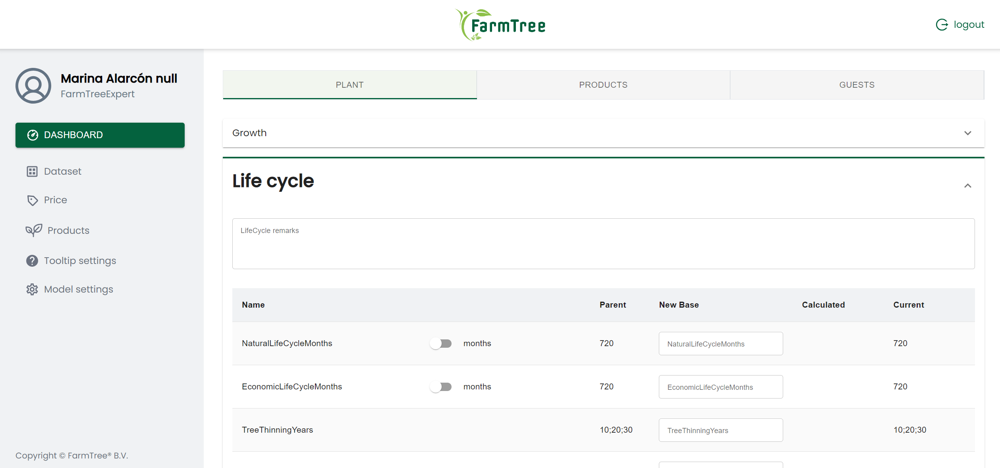 FarmTree
logout
Marina Alarcón null
FarmTreeExpert
DASHBOARD
Dataset
Price
Products
Tooltip settings
Model settings
Copyright © FarmTree® B.V.
PLANT PRODUCTS GUESTS
Growth
Life cycle
LifeCycle remarks
Name Parent New Base Calculated Current
NaturalLifeCycleMonths months 720 NaturalLifeCycleMonths 720
EconomicLifeCycleMonths months 720 EconomicLifeCycleMonths 720
TreeThinningYears 10;20;30 TreeThinningYears 10;20;30